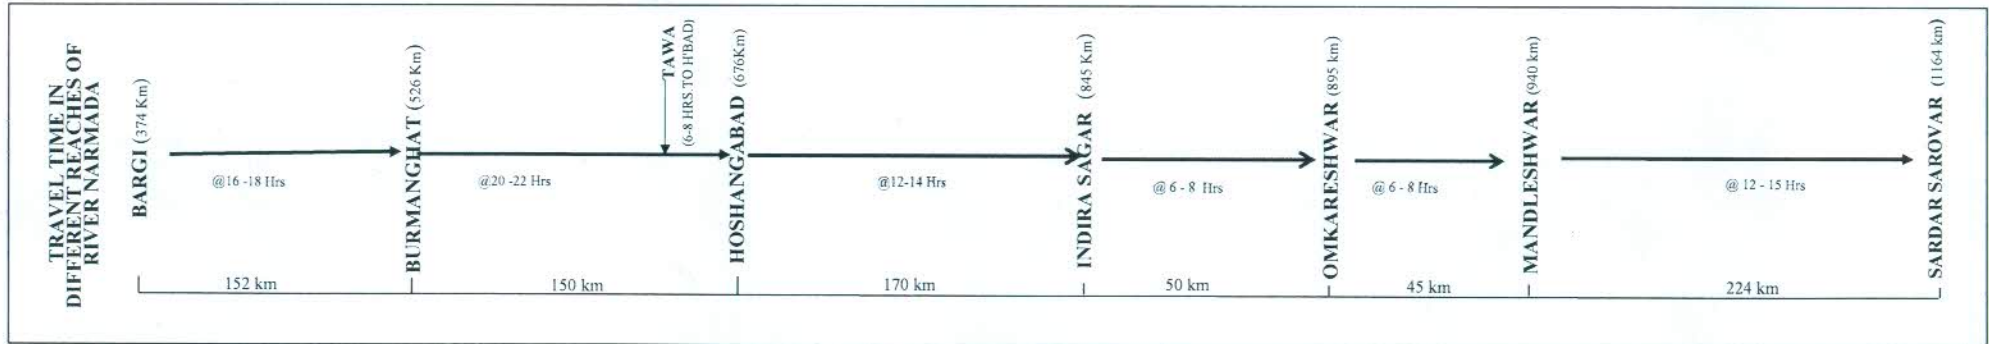 TRAVEL TIME IN
DIFFERENT REACHES OF
RIVER NARMADA
BARGI (374 Km)
BURMANGHAT (526 Km)
TAWA
(6-8 HRS TO H'BAD)
HOSHANGABAD (676Km)
INDIRA SAGAR (845 Km)
OMKARESHWAR (895 km)
MANDLESHWAR (940 km)
SARDAR SAROVAR (1164 km)
@16 -18 Hrs
@20 -22 Hrs
@12-14 Hrs
@ 6 - 8 Hrs
@ 6 - 8 Hrs
@ 12 - 15 Hrs
152 km
150 km
170 km
50 km
45 km
224 km